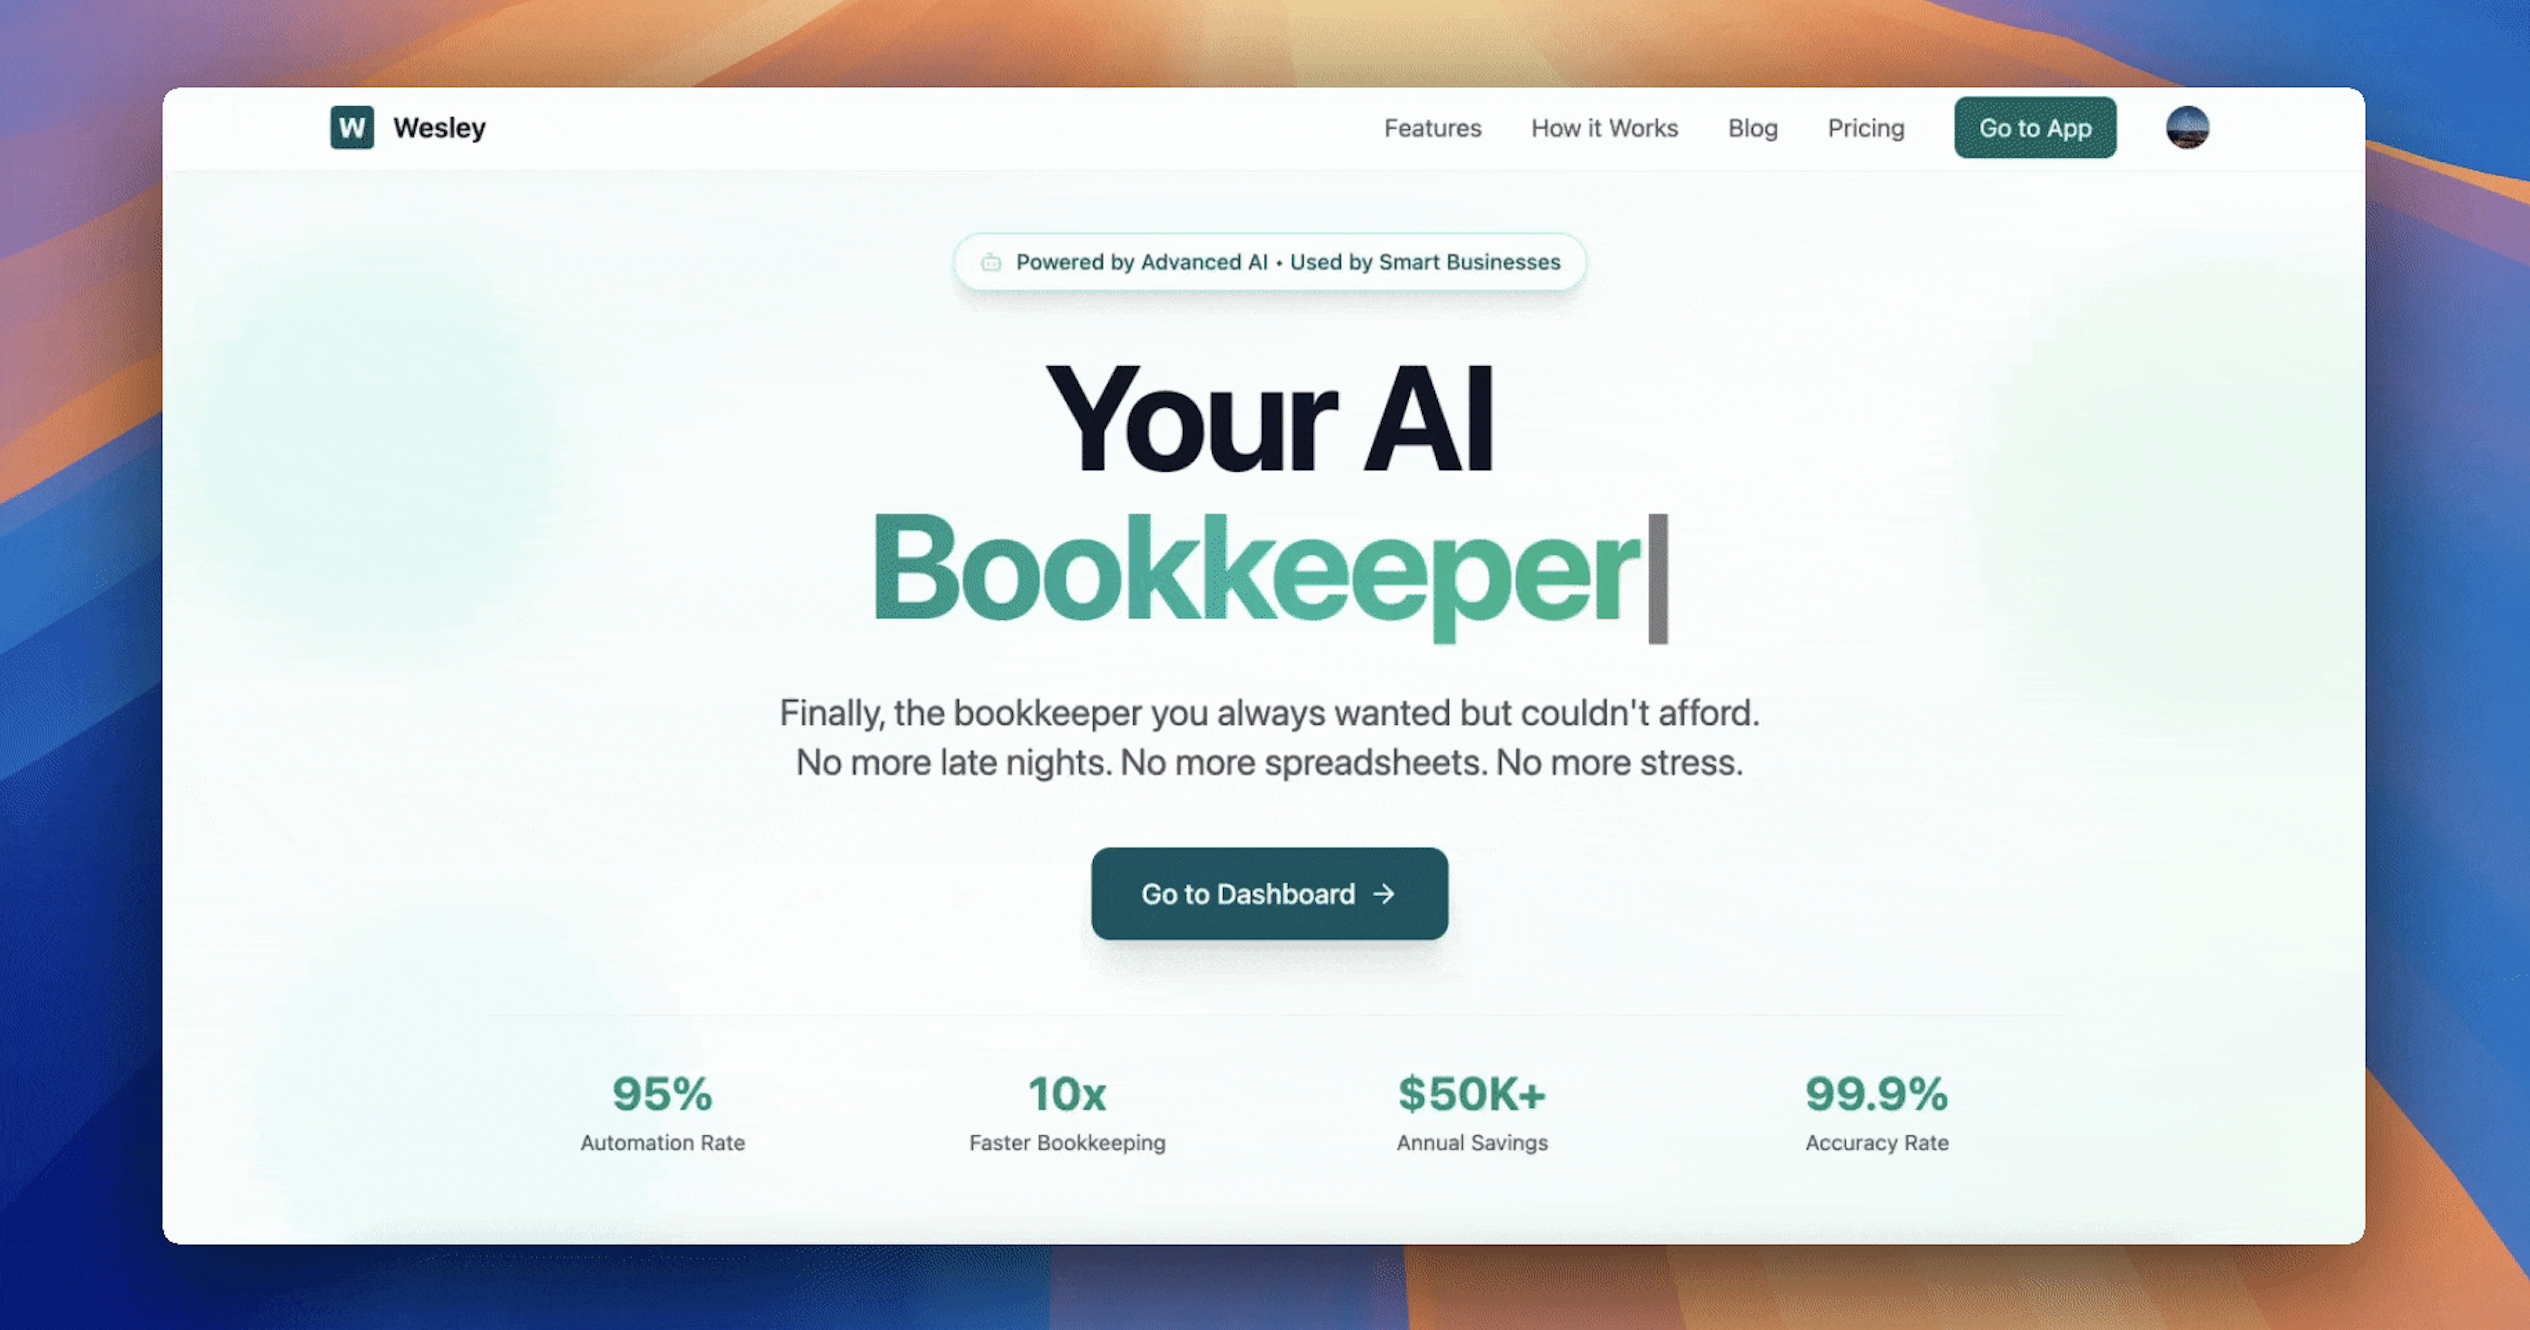 W Wesley
Features How it Works Blog Pricing Go to App
Powered by Advanced AI • Used by Smart Businesses
Your AI
Bookkeeper
Finally, the bookkeeper you always wanted but couldn't afford.
No more late nights. No more spreadsheets. No more stress.
Go to Dashboard →
95% 10x $50K+ 99.9%
Automation Rate Faster Bookkeeping Annual Savings Accuracy Rate